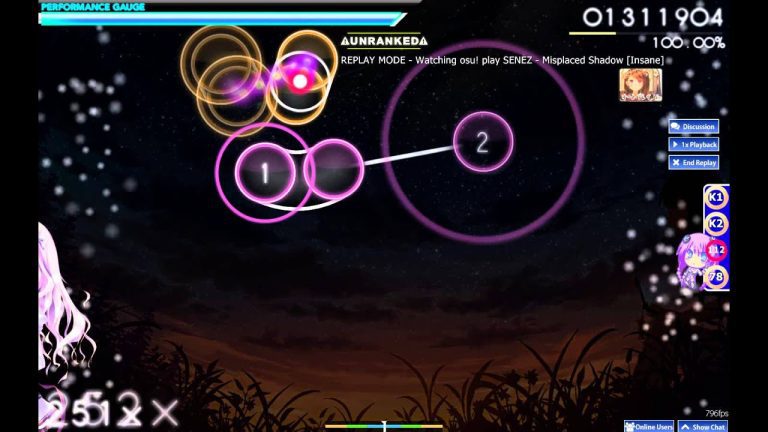 PERFORMANCE GAUGE
01311904
UNRANKED
100.00%
REPLAY MODE - Watching osu! play SENEZ - Misplaced Shadow [Insane]
Discussion
1x Playback
End Replay
1
2
K1
K2
112
78
796fps
Online Users
Show Chat